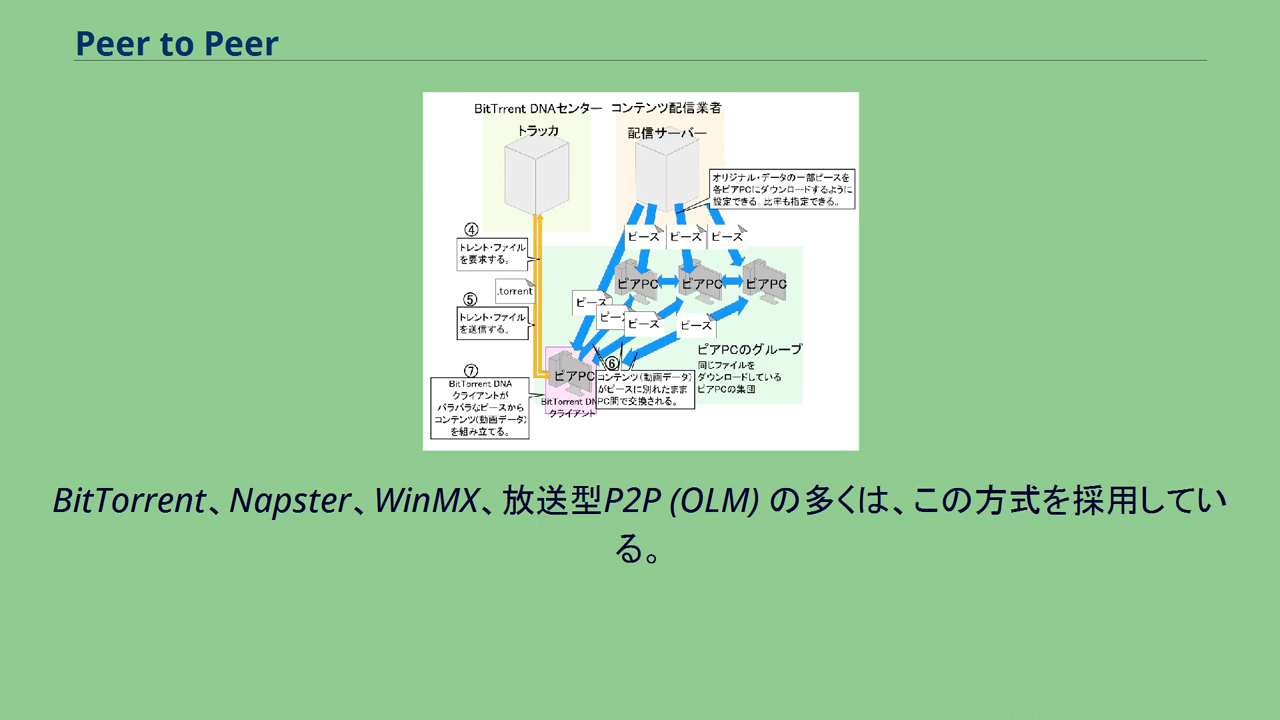 Peer to Peer
BitTrrent DNAセンター
コンテンツ配信業者
トラッカ
配信サーバー
オリジナル・データの一部ピースを
各ピアPCにダウンロードするように
設定できる。比率も指定できる。
④
トレント・ファイル
を要求する。
ピース
ピース
ピース
ピアPC
ピアPC
ピアPC
.torrent
⑤
トレント・ファイル
を送信する。
ピース
ピース
ピース
ピース
ピアPCのグループ
同じファイルを
ダウンロードしている
ピアPCの集団
⑥
コンテンツ(動画データ)
がピースに別れたまま
PC間で交換される。
⑦
BitTorrent DNA
クライアントが
バラバラなピースから
コンテンツ(動画データ)
を組み立てる。
ピアPC
BitTorrent DN
クライアント
BitTorrent、Napster、WinMX、放送型P2P (OLM) の多くは、この方式を採用してい
る。